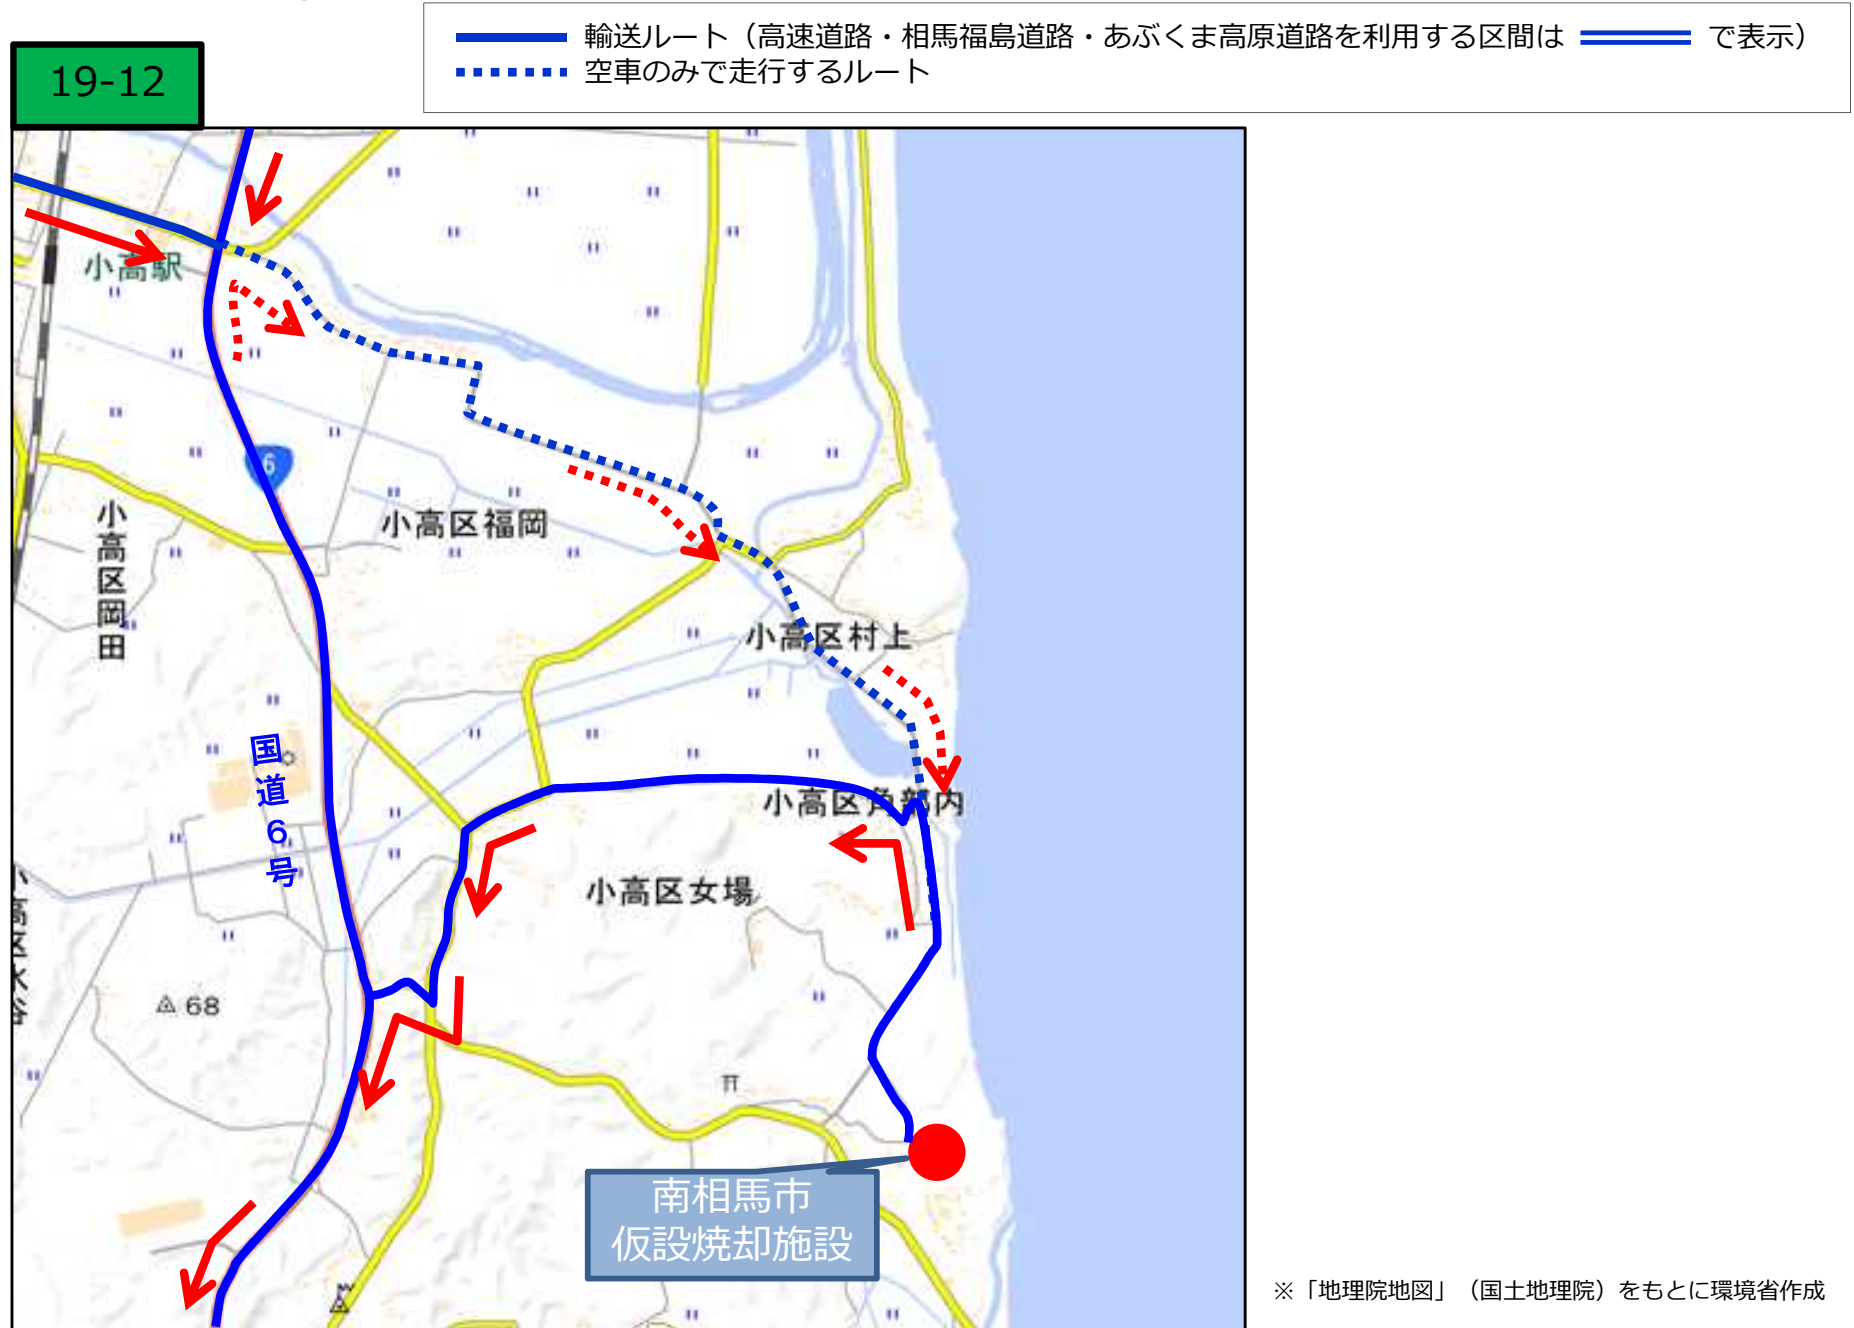 輸送ルート（高速道路・相馬福島道路・あぶくま高原道路を利用する区間は で表示）
空車のみで走行するルート
19-12
小高駅
6
小高区福岡
小高区岡田
小高区村上
国道６号
小高区角部内
小高区女場
68
南相馬市
仮設焼却施設
※「地理院地図」（国土地理院）をもとに環境省作成